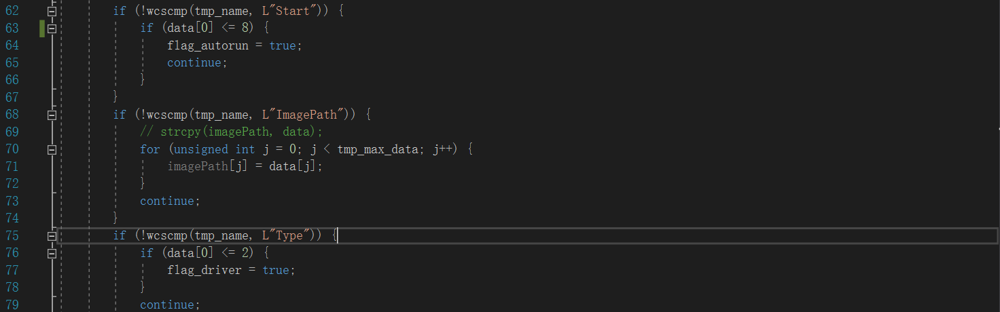 62 if (!wcscmp(tmp_name, L"Start")) {
63 if (data[0] <= 8) {
64 flag_autorun = true;
65 continue;
66 }
67 }
68 if (!wcscmp(tmp_name, L"ImagePath")) {
69 // strcpy(imagePath, data);
70 for (unsigned int j = 0; j < tmp_max_data; j++) {
71 imagePath[j] = data[j];
72 }
73 continue;
74 }
75 if (!wcscmp(tmp_name, L"Type")) {
76 if (data[0] <= 2) {
77 flag_driver = true;
78 }
79 continue;